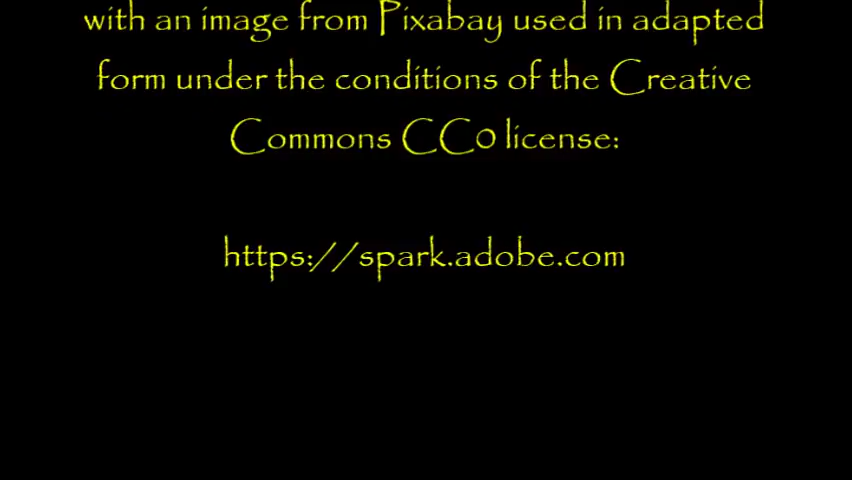 with an image from Pixabay used in adapted
form under the conditions of the Creative
Commons CC0 license:
https://spark.adobe.com